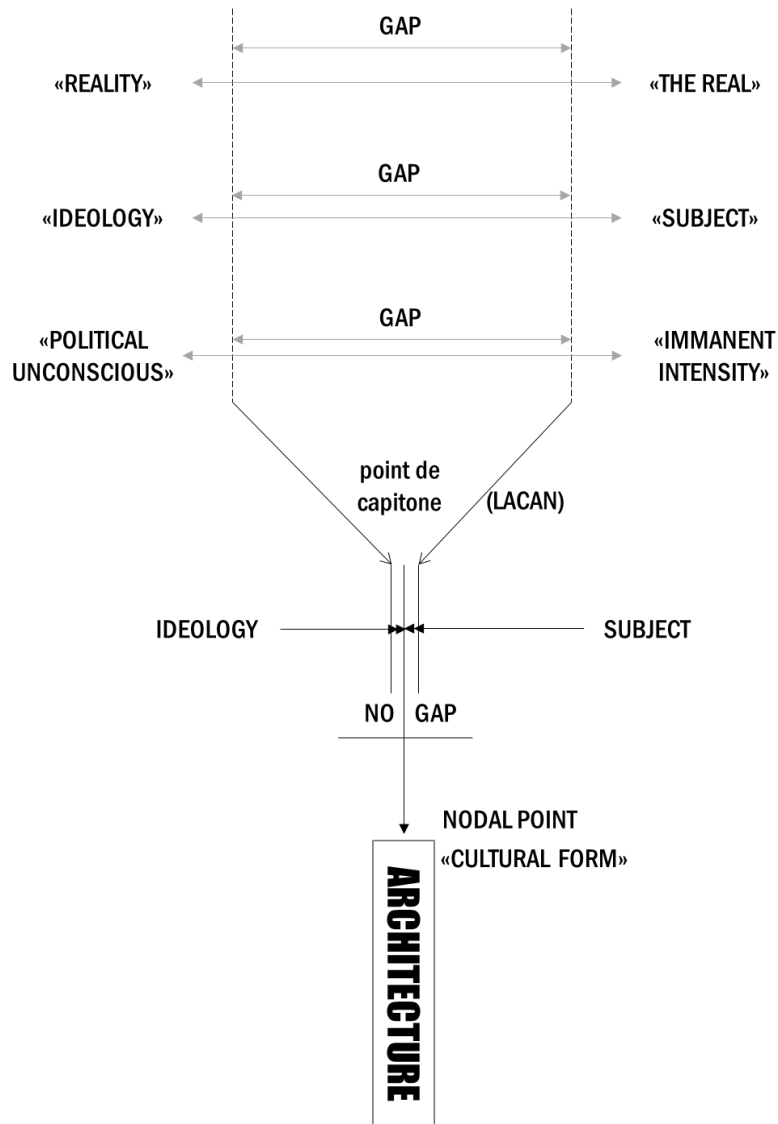 GAP
«REALITY»
«THE REAL»
GAP
«IDEOLOGY»
«SUBJECT»
GAP
«POLITICAL
UNCONSCIOUS»
«IMMANENT
INTENSITY»
point de
capitone
(LACAN)
IDEOLOGY
SUBJECT
NO GAP
NODAL POINT
«CULTURAL FORM»
ARCHITECTURE